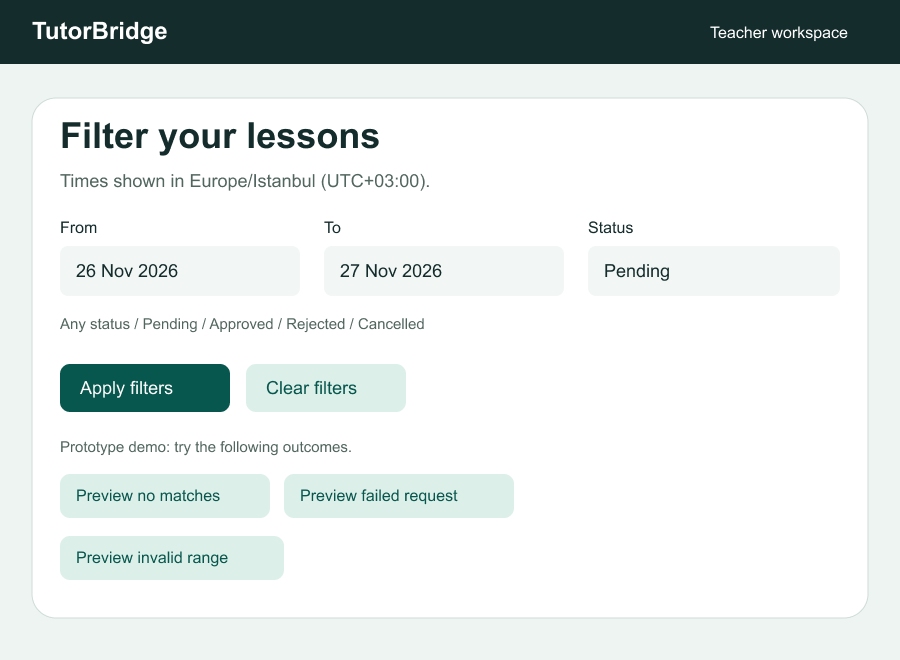 TutorBridge
Teacher workspace
Filter your lessons
Times shown in Europe/Istanbul (UTC+03:00).
From
To
Status
26 Nov 2026
27 Nov 2026
Pending
Any status / Pending / Approved / Rejected / Cancelled
Apply filters
Clear filters
Prototype demo: try the following outcomes.
Preview no matches
Preview failed request
Preview invalid range